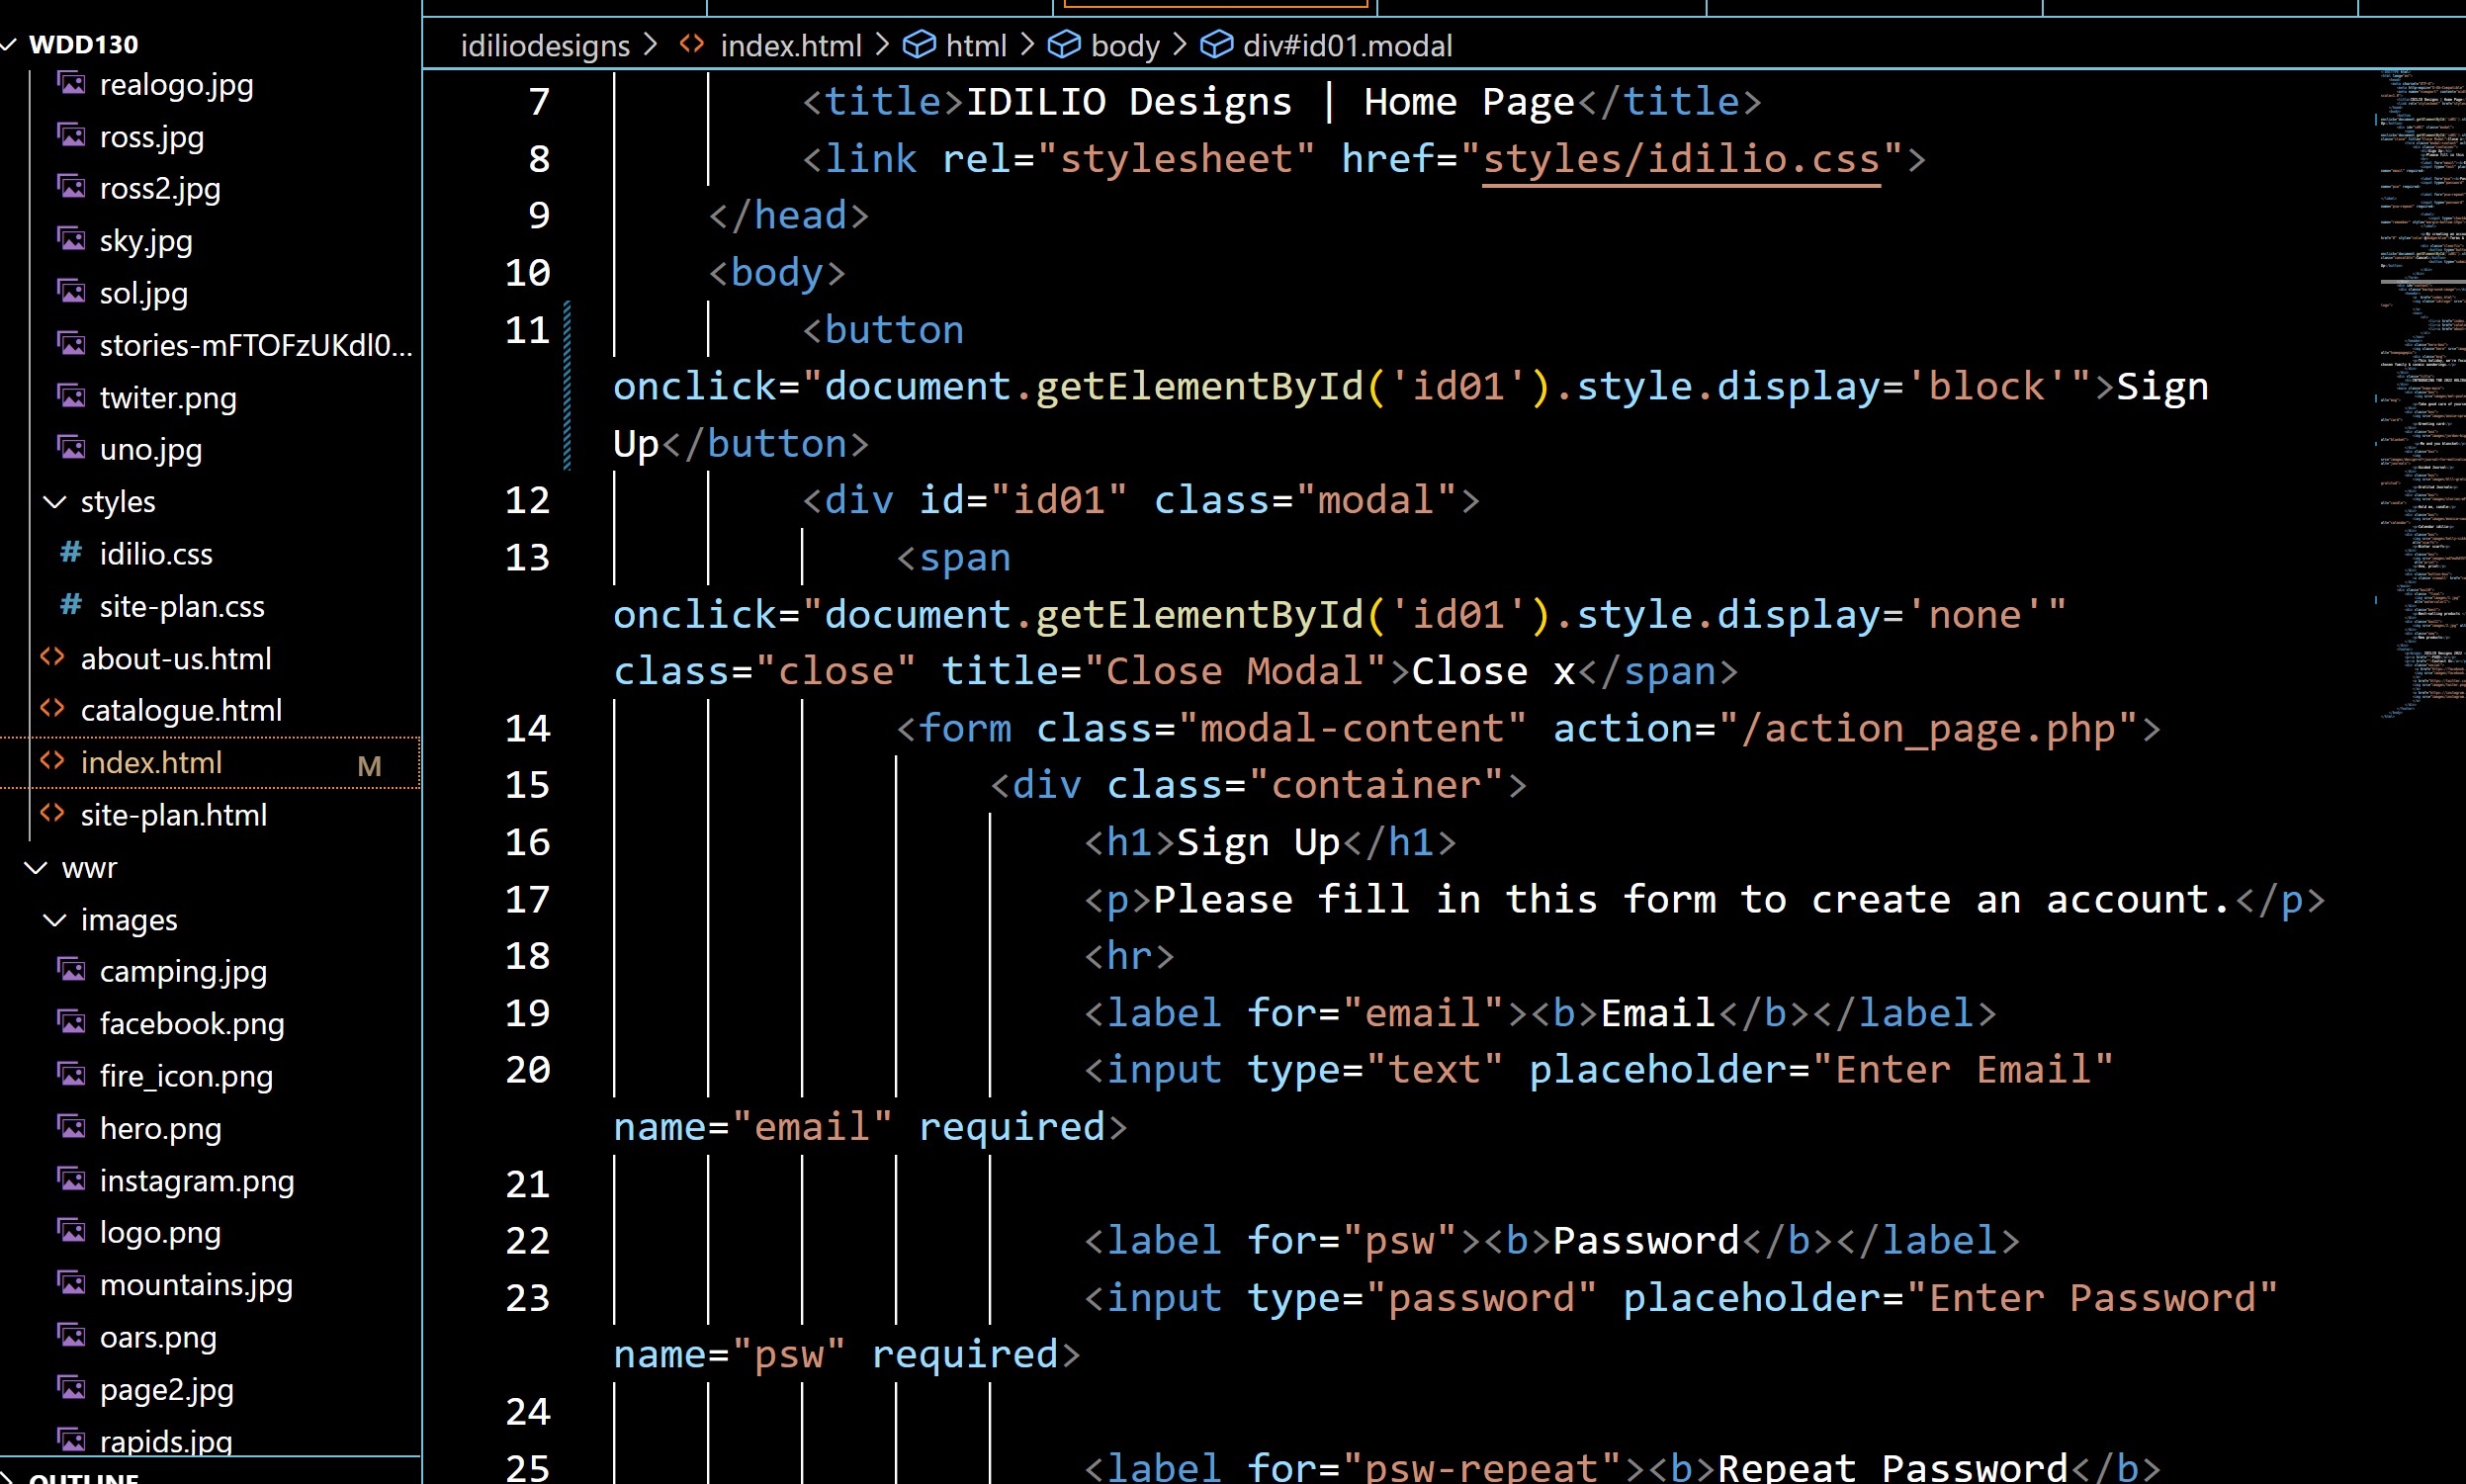 WDD130
realogo.jpg
ross.jpg
ross2.jpg
sky.jpg
sol.jpg
stories-mFTOFzUKdl0...
twiter.png
uno.jpg
styles
# idilio.css
# site-plan.css
<> about-us.html
<> catalogue.html
<> index.html M
<> site-plan.html
wwr
images
camping.jpg
facebook.png
fire_icon.png
hero.png
instagram.png
logo.png
mountains.jpg
oars.png
page2.jpg
rapids.jpg
OUTLINE
idiliodesigns > <> index.html > html > body > div#id01.modal
7 <title>IDILIO Designs | Home Page</title>
8 <link rel="stylesheet" href="styles/idilio.css">
9 </head>
10 <body>
11 <button
onclick="document.getElementById('id01').style.display='block'">Sign
Up</button>
12 <div id="id01" class="modal">
13 <span
onclick="document.getElementById('id01').style.display='none'"
class="close" title="Close Modal">Close x</span>
14 <form class="modal-content" action="/action_page.php">
15 <div class="container">
16 <h1>Sign Up</h1>
17 <p>Please fill in this form to create an account.</p>
18 <hr>
19 <label for="email"><b>Email</b></label>
20 <input type="text" placeholder="Enter Email"
name="email" required>
21
22 <label for="psw"><b>Password</b></label>
23 <input type="password" placeholder="Enter Password"
name="psw" required>
24
25 <label for="psw-repeat"><b>Repeat Password</b>